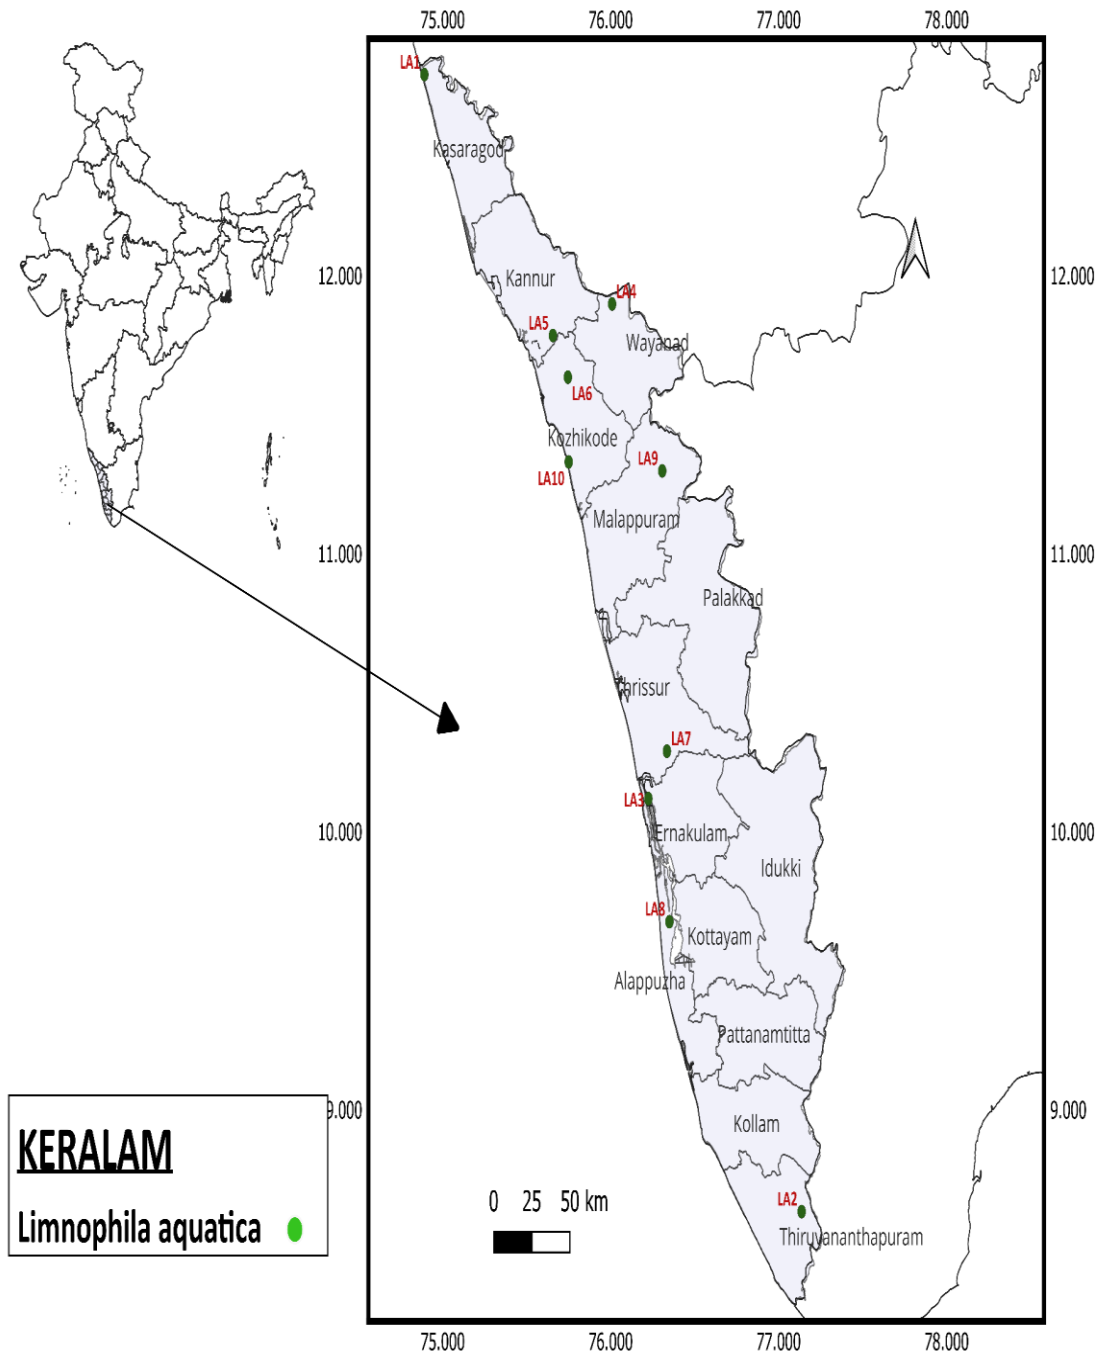 75.000 76.000 77.000 78.000
LA1
Kasaragod
12.000 12.000
Kannur
LA4
LA5
Wayanad
LA6
Kozhikode
LA9
LA10
Malappuram
11.000 11.000
Palakkad
Thrissur
LA7
LA3
Ernakulam
10.000 10.000
Idukki
LA8
Kottayam
Alappuzha
Pattanamtitta
9.000 9.000
Kollam
KERALAM
Limnophila aquatica
0 25 50 km
LA2
Thiruvananthapuram
75.000 76.000 77.000 78.000